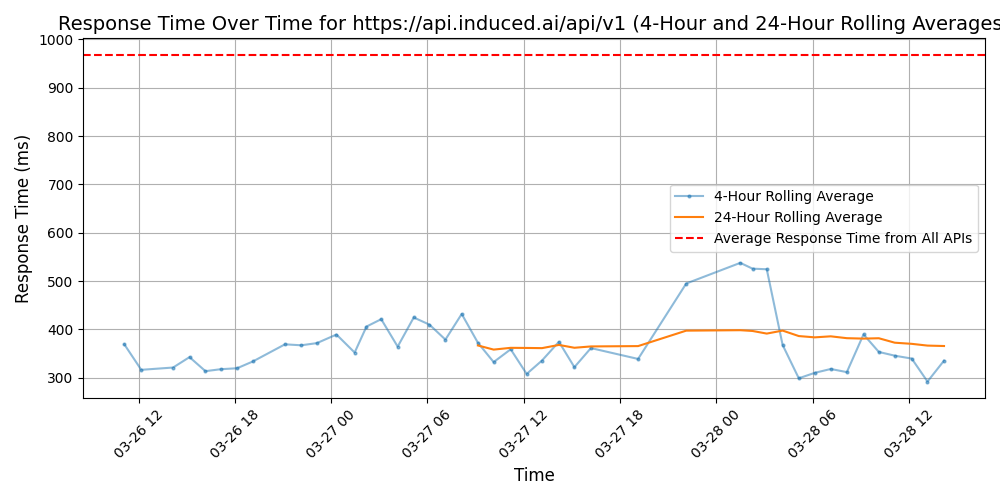 Response Time Over Time for https://api.induced.ai/api/v1 (4-Hour and 24-Hour Rolling Averages
1000
900
800
700
600
500
400
300
Response Time (ms)
4-Hour Rolling Average
24-Hour Rolling Average
Average Response Time from All APIs
03-26 12
03-26 18
03-27 00
03-27 06
03-27 12
03-27 18
03-28 00
03-28 06
03-28 12
Time